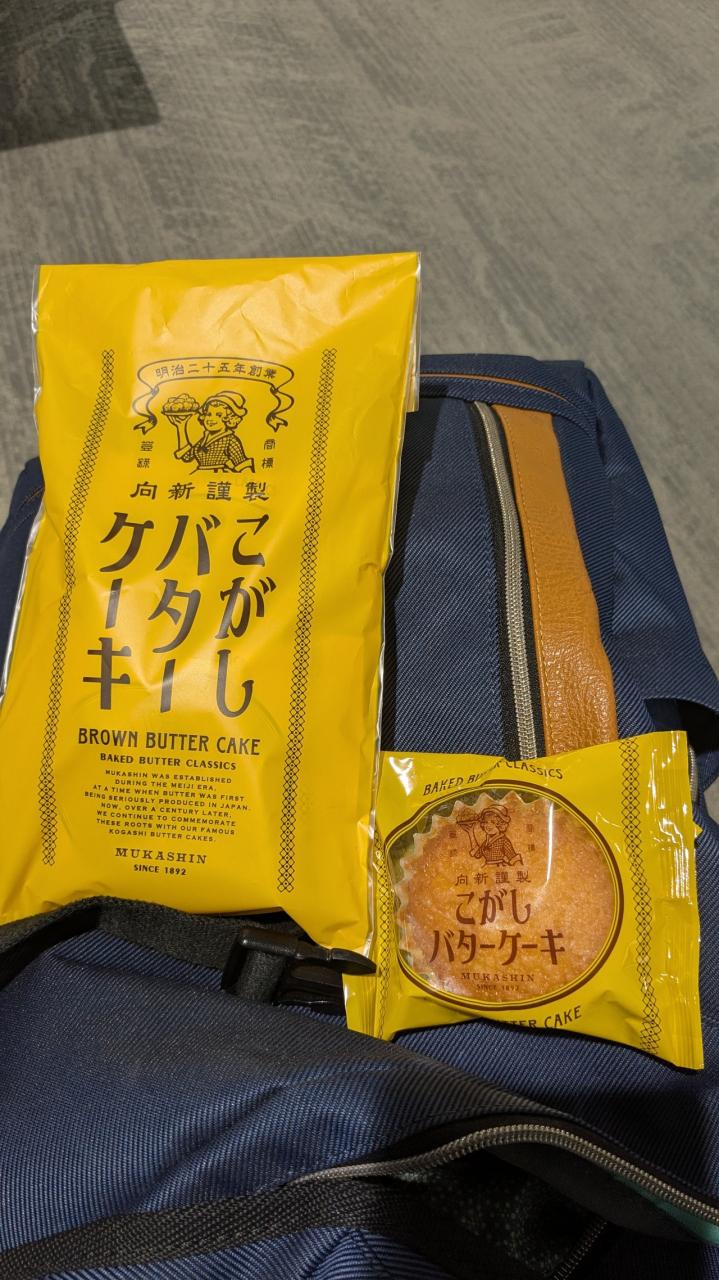 明治二十五年創業
登録
商標
向新謹製
こがし
バター
ケーキ
BROWN BUTTER CAKE
BAKED BUTTER CLASSICS
MUKASHIN WAS ESTABLISHED
DURING THE MEIJI ERA,
AT A TIME WHEN BUTTER WAS FIRST
BEING SERIOUSLY PRODUCED IN JAPAN.
NOW, OVER A CENTURY LATER,
WE CONTINUE TO COMMEMORATE
THESE ROOTS WITH OUR FAMOUS
KOGASHI BUTTER CAKES.
MUKASHIN
SINCE 1892
BAKED BUTTER CLASSICS
登録
商標
向新謹製
こがし
バターケーキ
MUKASHIN
SINCE 1892
CAKE